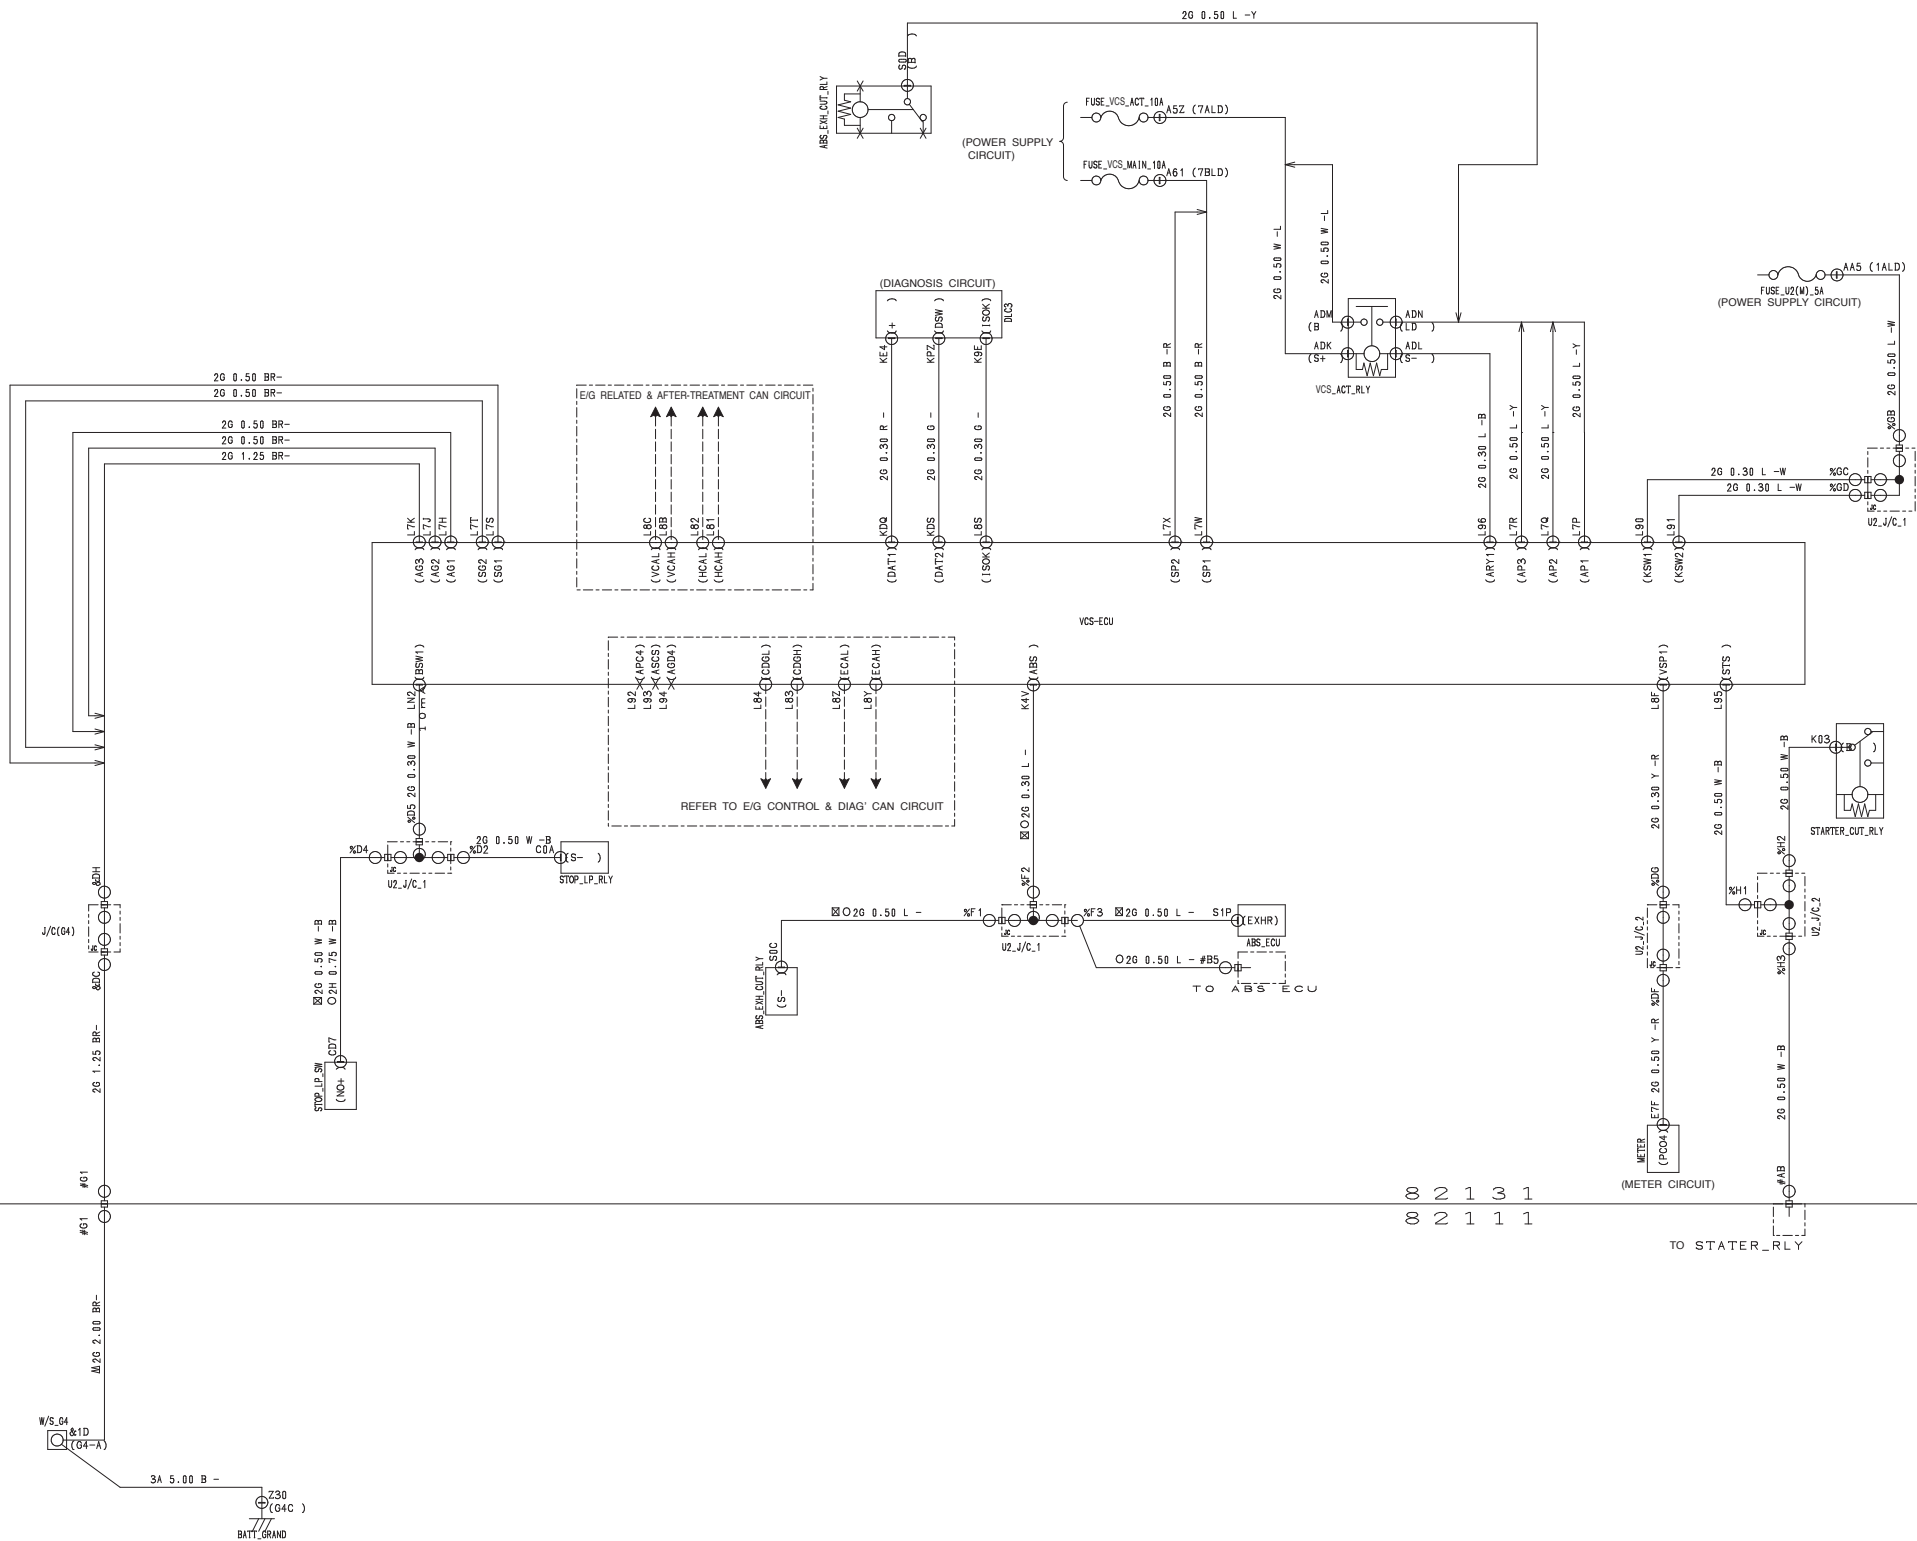 2G 0.50 L -Y
S0D
(B )
ABS_EXH_CUT_RLY
FUSE_VCS_ACT_10A
A5Z (7ALD)
(POWER SUPPLY
CIRCUIT)
FUSE_VCS_MAIN_10A
A61 (7BLD)
2G 0.50 W -L
2G 0.50 W -L
AA5 (1ALD)
FUSE_U2(M)_5A
(POWER SUPPLY CIRCUIT)
(DIAGNOSIS CIRCUIT)
(+ )
(DSW )
(ISOK)
DLC3
KE4
KPZ
K9E
ADM
(B )
ADN
(LD )
ADK
(S+ )
ADL
(S- )
VCS_ACT_RLY
2G 0.50 L -W
2G 0.50 BR-
2G 0.50 BR-
2G 0.50 BR-
2G 0.50 BR-
2G 1.25 BR-
E/G RELATED & AFTER-TREATMENT CAN CIRCUIT
2G 0.30 R -
2G 0.30 G -
2G 0.30 G -
2G 0.50 B -R
2G 0.50 B -R
2G 0.30 L -B
2G 0.50 L -Y
2G 0.50 L -Y
2G 0.50 L -Y
%GB
2G 0.30 L -W
%GC
2G 0.30 L -W
%GD
JC
U2_J/C_1
L7K
L7J
L7H
L7T
L7S
L8C
L8B
L82
L81
KDQ
KDS
L8S
L7X
L7W
L96
L7R
L7Q
L7P
L90
L91
(AG3 )
(AG2 )
(AG1 )
(SG2 )
(SG1 )
(VCAL)
(VCAH)
(HCAL)
(HCAH)
(DAT1)
(DAT2)
(ISOK)
(SP2 )
(SP1 )
(ARY1)
(AP3 )
(AP2 )
(AP1 )
(KSW1)
(KSW2)
VCS-ECU
(BSW1)
(APC4)
(ASCS)
(AGD4)
(CDGL)
(CDGH)
(ECAL)
(ECAH)
(ABS )
(VSP1)
(STS )
LN2
L92
L93
L94
L84
L83
L8Z
L8Y
K4V
L8F
L95
2G 0.30 W -B
REFER TO E/G CONTROL & DIAG' CAN CIRCUIT
2G 0.30 L -
2G 0.30 Y -R
2G 0.50 W -B
2G 0.50 W -B
K03
(B )
STARTER_CUT_RLY
%D5
%D4
%D2
2G 0.50 W -B
C0A
(S- )
STOP_LP_RLY
JC
U2_J/C_1
&DH
J/C(G4)
JC
&DC
2G 0.50 W -B
2H 0.75 W -B
%F2
2G 0.50 L -
%F1
%F3
2G 0.50 L -
S1P
(EXHR)
ABS_ECU
JC
U2_J/C_1
S0C
(S-
ABS_EXH_CUT_RLY
2G 0.50 L -
#B5
TO ABS ECU
%DG
U2_J/C_2
JC
%DF
%H2
%H1
JC
U2_J/C_2
%H3
2G 1.25 BR-
CD7
STOP_LP_SW
(NO+ )
2G 0.50 Y -R
2G 0.50 W -B
E7F
METER
(PC04)
(METER CIRCUIT)
#G1
#AB
82131
#G1
82111
TO STATER_RLY
2G 2.00 BR-
W/S_G4
&1D
(G4-A)
3A 5.00 B -
Z30
(G4C )
BATT_GRAND